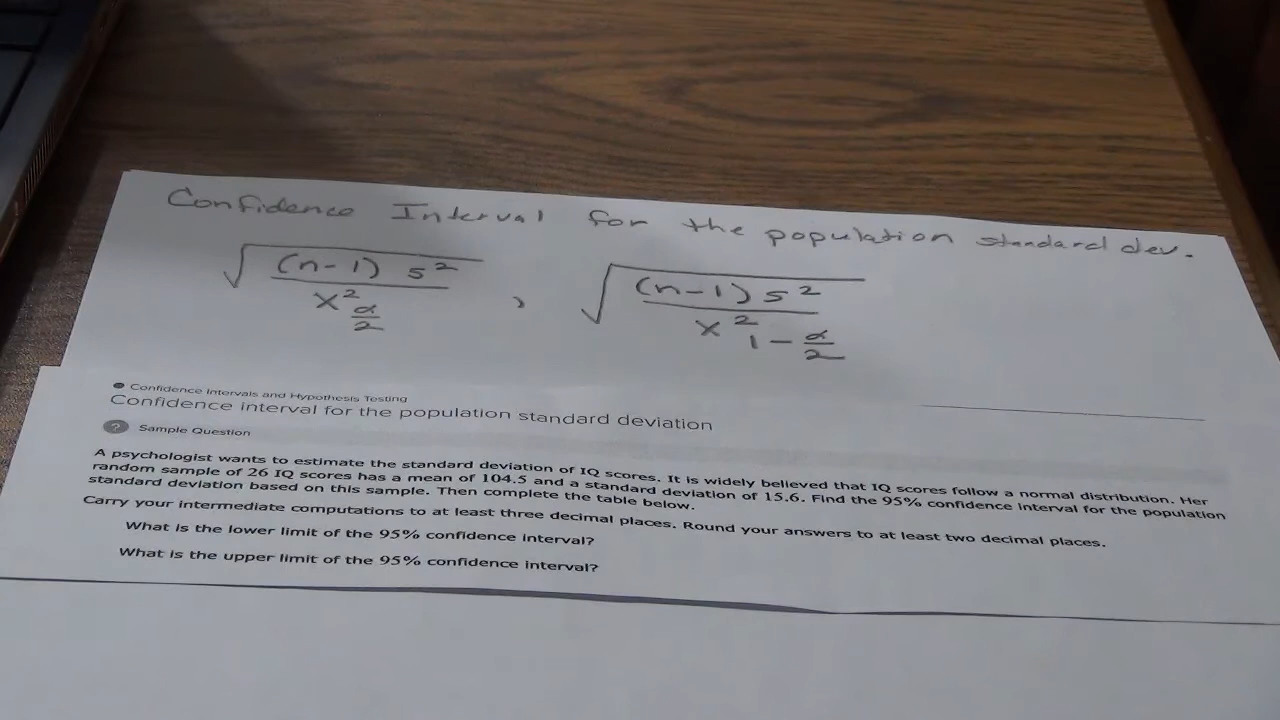 Confidence Interval for the population standard dev.
√((n-1) s²/x²_(α/2)) , √((n-1) s²/x²_(1-α/2))
Confidence Intervals and Hypothesis Testing
Confidence interval for the population standard deviation
? Sample Question
A psychologist wants to estimate the standard deviation of IQ scores. It is widely believed that IQ scores follow a normal distribution. Her
random sample of 26 IQ scores has a mean of 104.5 and a standard deviation of 15.6. Find the 95% confidence interval for the population
standard deviation based on this sample. Then complete the table below.
Carry your intermediate computations to at least three decimal places. Round your answers to at least two decimal places.
What is the lower limit of the 95% confidence interval?
What is the upper limit of the 95% confidence interval?